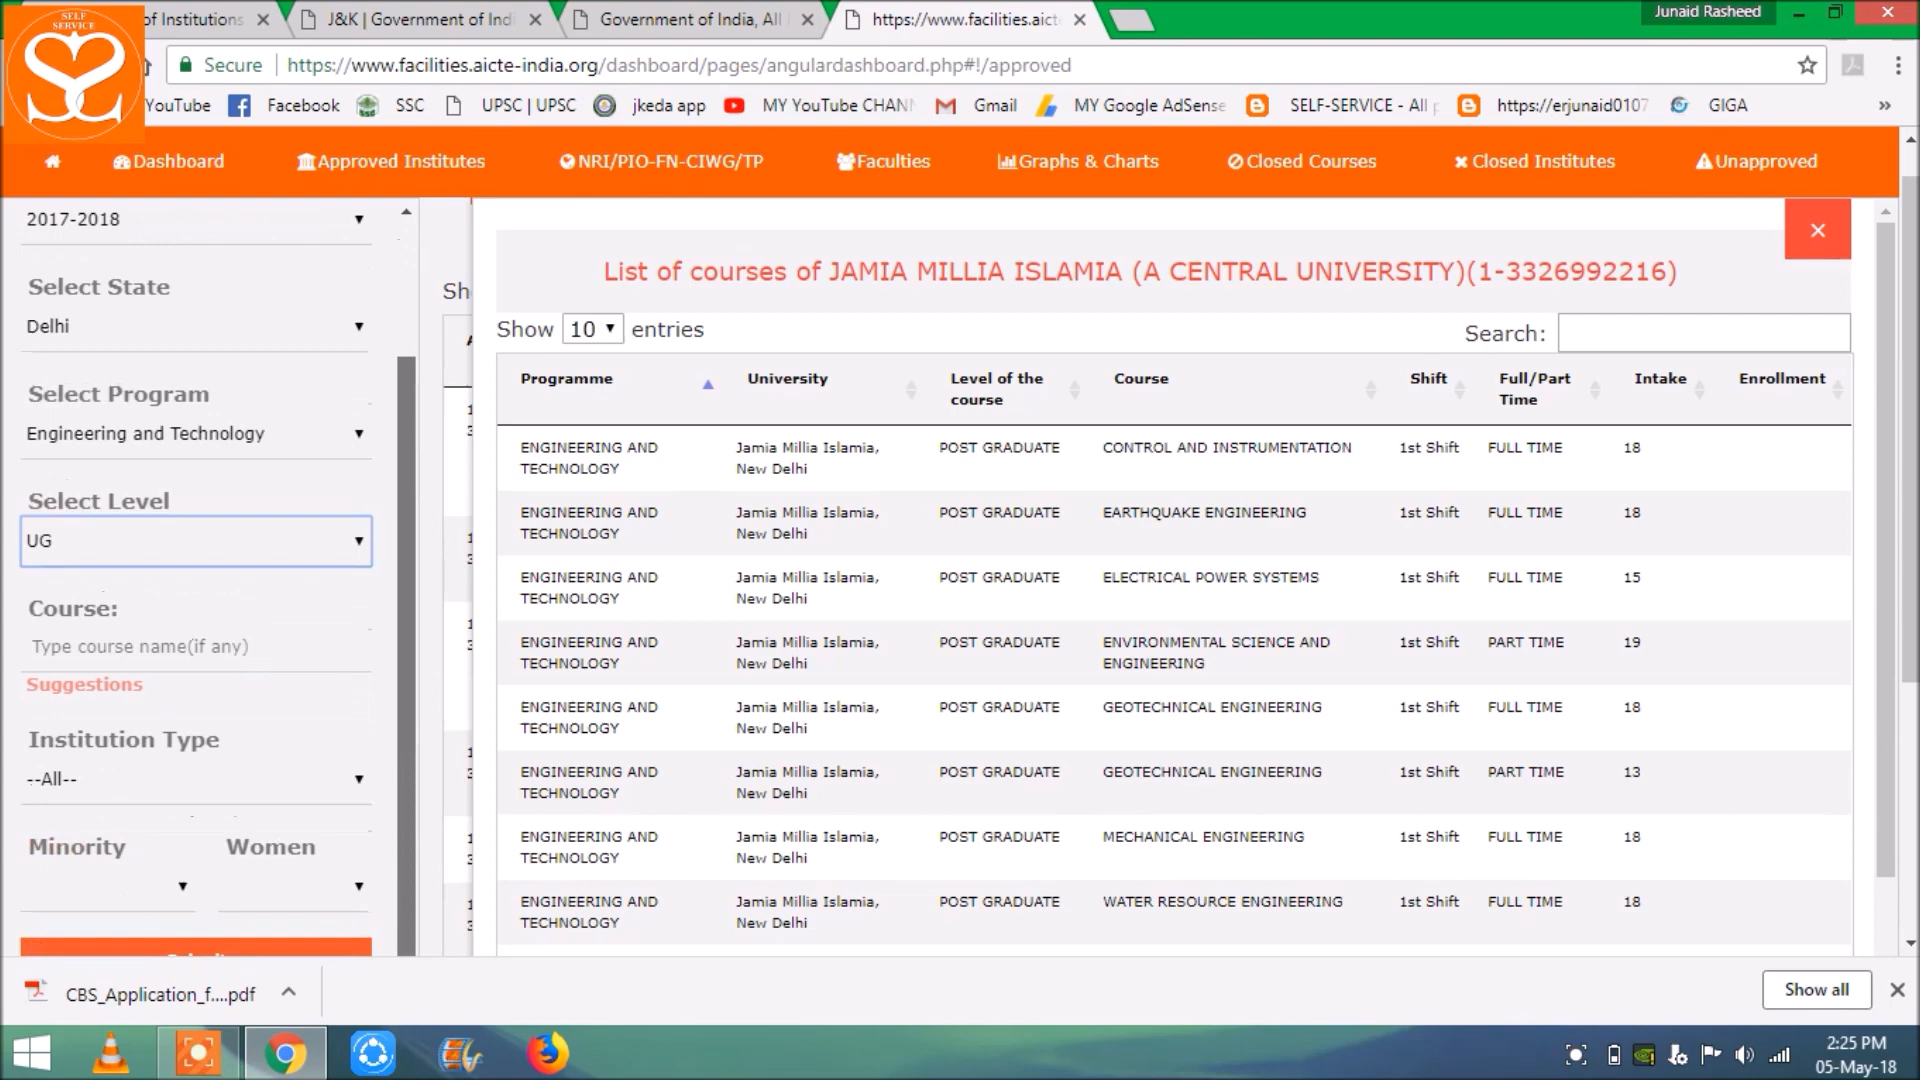 SELF SERVICE
of Institutions
J&K | Government of Indi
Government of India, All
https://www.facilities.aict
Junaid Rasheed
Secure
https://www.facilities.aicte-india.org/dashboard/pages/angulardashboard.php#!/approved
YouTube Facebook SSC UPSC | UPSC jkeda app MY YouTube CHANN Gmail MY Google AdSense SELF-SERVICE - All p https://erjunaid0107 GIGA »
Dashboard Approved Institutes NRI/PIO-FN-CIWG/TP Faculties Graphs & Charts Closed Courses Closed Institutes Unapproved
2017-2018
Select State
Delhi
Select Program
Engineering and Technology
Select Level
UG
Course:
Type course name(if any)
Suggestions
Institution Type
--All--
Minority Women
Sh
List of courses of JAMIA MILLIA ISLAMIA (A CENTRAL UNIVERSITY)(1-3326992216)
Show 10 entries
Search:
Programme University Level of the course Course Shift Full/Part Time Intake Enrollment
ENGINEERING AND TECHNOLOGY Jamia Millia Islamia, New Delhi POST GRADUATE CONTROL AND INSTRUMENTATION 1st Shift FULL TIME 18
ENGINEERING AND TECHNOLOGY Jamia Millia Islamia, New Delhi POST GRADUATE EARTHQUAKE ENGINEERING 1st Shift FULL TIME 18
ENGINEERING AND TECHNOLOGY Jamia Millia Islamia, New Delhi POST GRADUATE ELECTRICAL POWER SYSTEMS 1st Shift FULL TIME 15
ENGINEERING AND TECHNOLOGY Jamia Millia Islamia, New Delhi POST GRADUATE ENVIRONMENTAL SCIENCE AND ENGINEERING 1st Shift PART TIME 19
ENGINEERING AND TECHNOLOGY Jamia Millia Islamia, New Delhi POST GRADUATE GEOTECHNICAL ENGINEERING 1st Shift FULL TIME 18
ENGINEERING AND TECHNOLOGY Jamia Millia Islamia, New Delhi POST GRADUATE GEOTECHNICAL ENGINEERING 1st Shift PART TIME 13
ENGINEERING AND TECHNOLOGY Jamia Millia Islamia, New Delhi POST GRADUATE MECHANICAL ENGINEERING 1st Shift FULL TIME 18
ENGINEERING AND TECHNOLOGY Jamia Millia Islamia, New Delhi POST GRADUATE WATER RESOURCE ENGINEERING 1st Shift FULL TIME 18
CBS_Application_f....pdf
Show all
2:25 PM
05-May-18